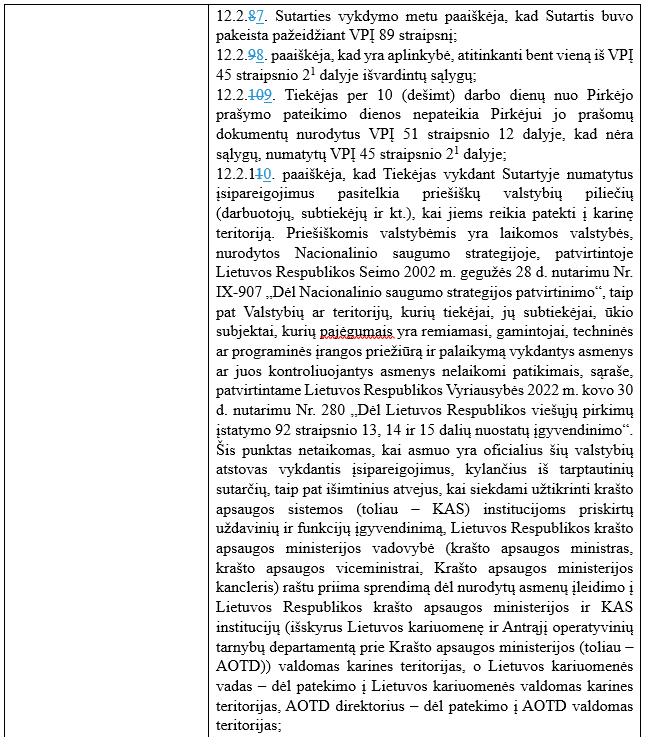 12.2.87. Sutarties vykdymo metu paaiškėja, kad Sutartis buvo
pakeista pažeidžiant VPĮ 89 straipsnį;
12.2.98. paaiškėja, kad yra aplinkybė, atitinkanti bent vieną iš VPĮ
45 straipsnio 2¹ dalyje išvardintų sąlygų;
12.2.109. Tiekėjas per 10 (dešimt) darbo dienų nuo Pirkėjo
prašymo pateikimo dienos nepateikia Pirkėjui jo prašomų
dokumentų nurodytus VPĮ 51 straipsnio 12 dalyje, kad nėra
sąlygų, numatytų VPĮ 45 straipsnio 2¹ dalyje;
12.2.110. paaiškėja, kad Tiekėjas vykdant Sutartyje numatytus
įsipareigojimus pasitelkia priešiškų valstybių piliečių
(darbuotojų, subtiekėjų ir kt.), kai jiems reikia patekti į karinę
teritoriją. Priešiškomis valstybėmis yra laikomos valstybės,
nurodytos Nacionalinio saugumo strategijoje, patvirtintoje
Lietuvos Respublikos Seimo 2002 m. gegužės 28 d. nutarimu Nr.
IX-907 „Dėl Nacionalinio saugumo strategijos patvirtinimo“, taip
pat Valstybių ar teritorijų, kurių tiekėjai, jų subtiekėjai, ūkio
subjektai, kurių pajėgumais yra remiamasi, gamintojai, techninės
ar programinės įrangos priežiūrą ir palaikymą vykdantys asmenys
ar juos kontroliuojantys asmenys nelaikomi patikimais, sąraše,
patvirtintame Lietuvos Respublikos Vyriausybės 2022 m. kovo 30
d. nutarimu Nr. 280 „Dėl Lietuvos Respublikos viešųjų pirkimų
įstatymo 92 straipsnio 13, 14 ir 15 dalių nuostatų įgyvendinimo“.
Šis punktas netaikomas, kai asmuo yra oficialius šių valstybių
atstovas vykdantis įsipareigojimus, kylančius iš tarptautinių
sutarčių, taip pat išimtinius atvejus, kai siekdami užtikrinti krašto
apsaugos sistemos (toliau – KAS) institucijoms priskirtų
uždavinių ir funkcijų įgyvendinimą, Lietuvos Respublikos krašto
apsaugos ministerijos vadovybė (krašto apsaugos ministras,
krašto apsaugos viceministrai, Krašto apsaugos ministerijos
kancleris) raštu priima sprendimą dėl nurodytų asmenų įleidimo į
Lietuvos Respublikos krašto apsaugos ministerijos ir KAS
institucijų (išskyrus Lietuvos kariuomenę ir Antrąjį operatyvinių
tarnybų departamentą prie Krašto apsaugos ministerijos (toliau –
AOTD)) valdomas karines teritorijas, o Lietuvos kariuomenės
vadas – dėl patekimo į Lietuvos kariuomenės valdomas karines
teritorijas, AOTD direktorius – dėl patekimo į AOTD valdomas
teritorijas;